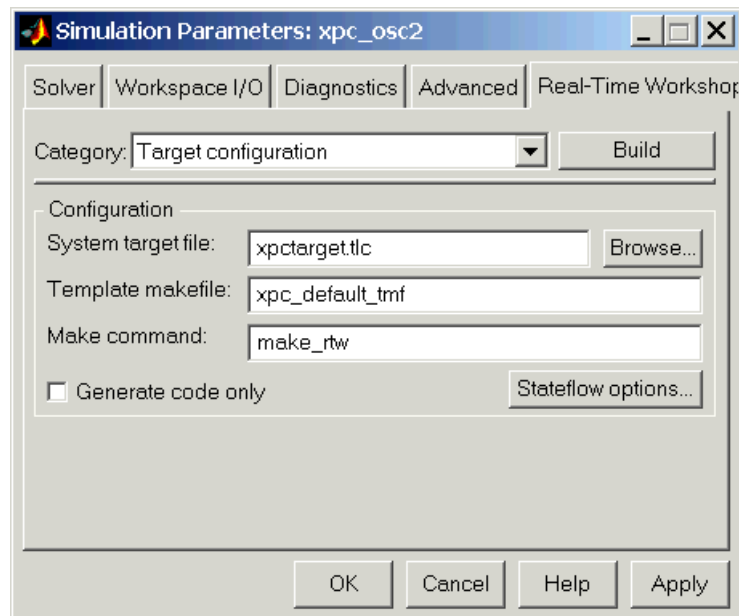 Simulation Parameters: xpc_osc2
Solver Workspace I/O Diagnostics Advanced Real-Time Workshop
Category: Target configuration Build
Configuration
System target file: xpctarget.tlc Browse...
Template makefile: xpc_default_tmf
Make command: make_rtw
Generate code only Stateflow options...
OK Cancel Help Apply